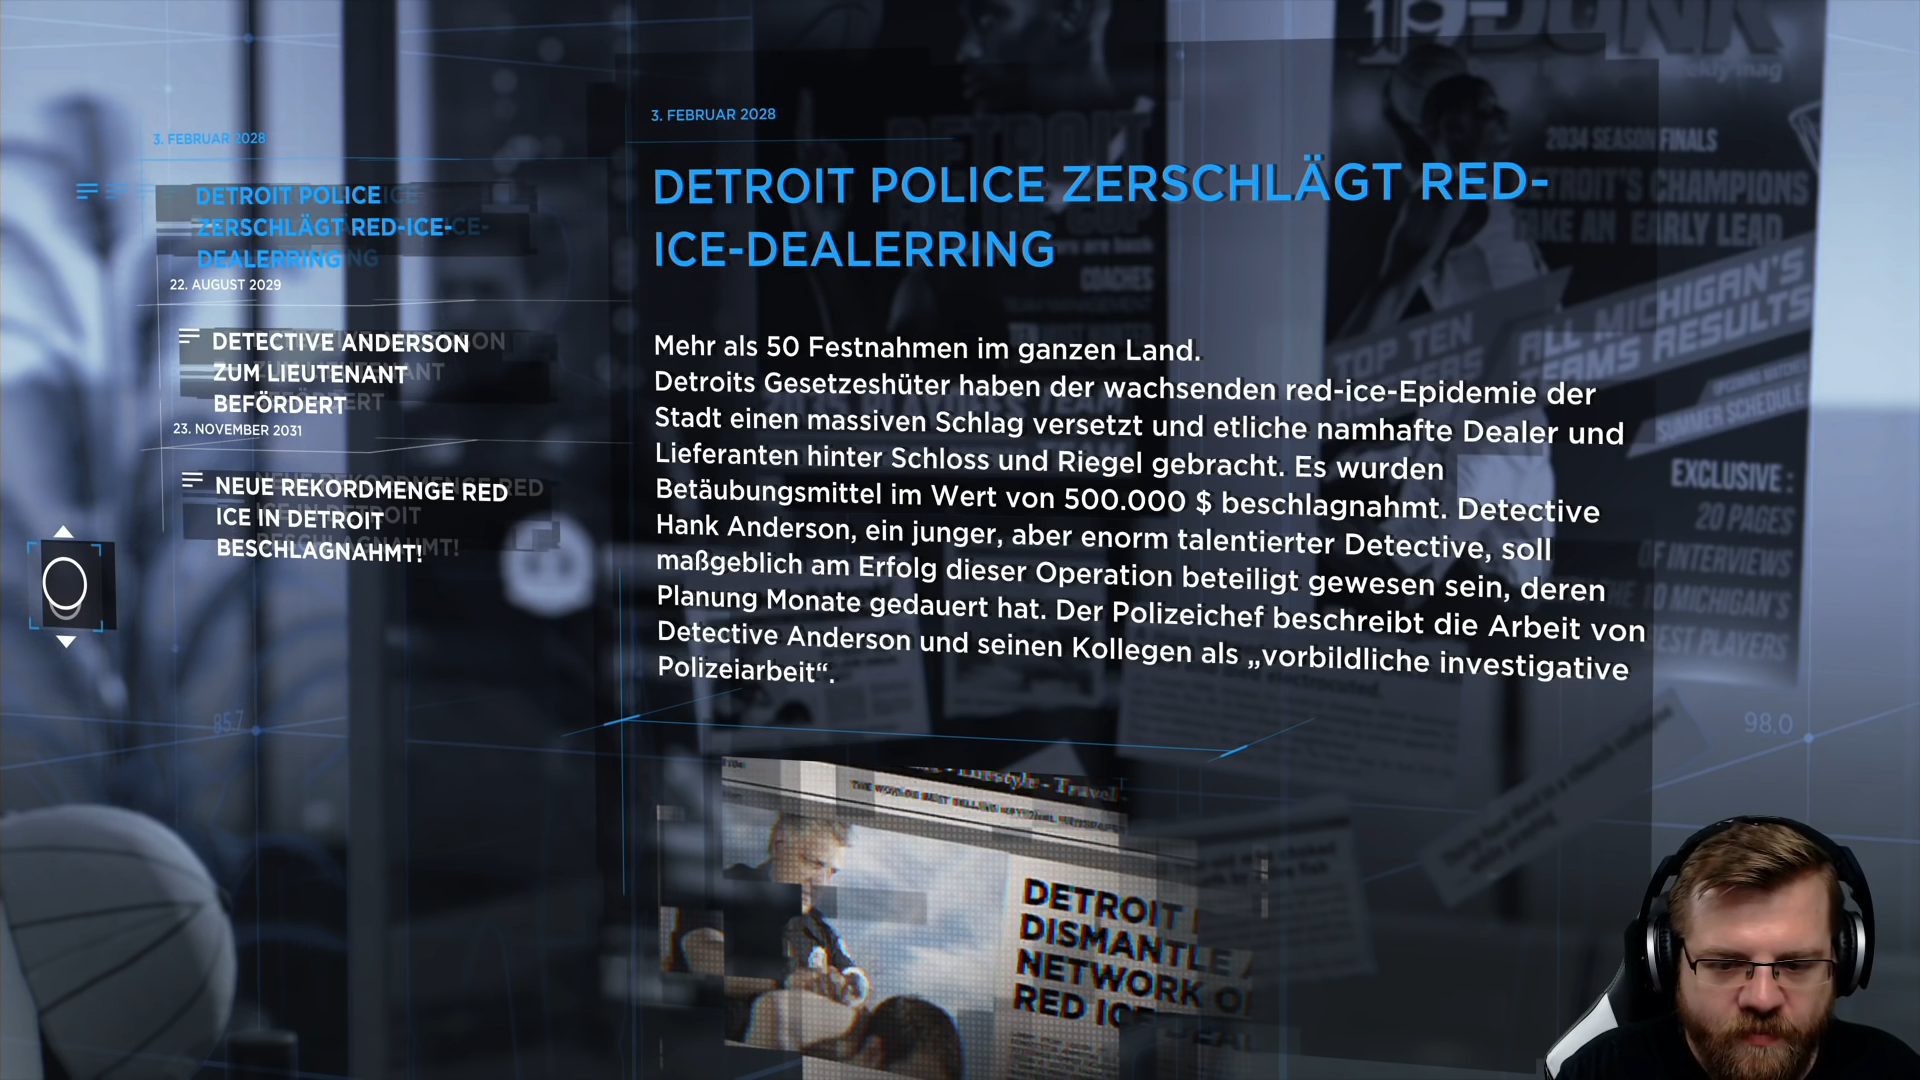 3. FEBRUAR 2028
DETROIT POLICE
ZERSCHLÄGT RED-ICE-
DEALERRING
22. AUGUST 2029
DETECTIVE ANDERSON
ZUM LIEUTENANT
BEFÖRDERT
23. NOVEMBER 2031
NEUE REKORDMENGE RED
ICE IN DETROIT
BESCHLAGNAHMT!
3. FEBRUAR 2028
DETROIT POLICE ZERSCHLÄGT RED-
ICE-DEALERRING
Mehr als 50 Festnahmen im ganzen Land.
Detroits Gesetzeshüter haben der wachsenden red-ice-Epidemie der
Stadt einen massiven Schlag versetzt und etliche namhafte Dealer und
Lieferanten hinter Schloss und Riegel gebracht. Es wurden
Betäubungsmittel im Wert von 500.000 $ beschlagnahmt. Detective
Hank Anderson, ein junger, aber enorm talentierter Detective, soll
maßgeblich am Erfolg dieser Operation beteiligt gewesen sein, deren
Planung Monate gedauert hat. Der Polizeichef beschreibt die Arbeit von
Detective Anderson und seinen Kollegen als „vorbildliche investigative
Polizeiarbeit“.
2034 SEASON FINALS
DETROIT'S CHAMPIONS
TAKE AN EARLY LEAD
ALL MICHIGAN'S
TEAMS RESULTS
TOP TEN
SUMMER SCHEDULE
EXCLUSIVE :
20 PAGES
OF INTERVIEWS
10 MICHIGAN'S
BEST PLAYERS
COACHES
85.7
98.0
Lifestyle - Travel -
DETROIT
DISMANTLE
NETWORK
RED ICE